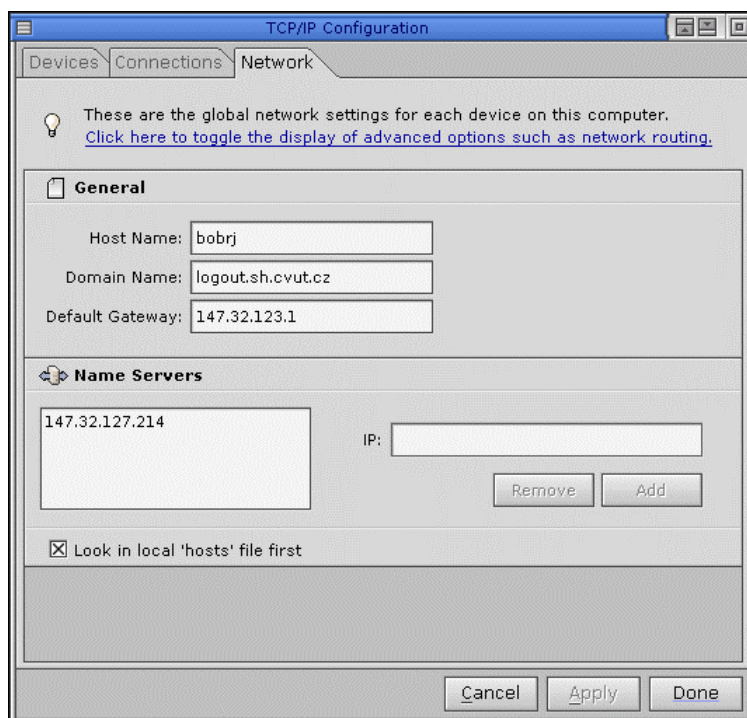 TCP/IP Configuration
Devices Connections Network
These are the global network settings for each device on this computer.
Click here to toggle the display of advanced options such as network routing.
General
Host Name: bobrj
Domain Name: logout.sh.cvut.cz
Default Gateway: 147.32.123.1
Name Servers
147.32.127.214
IP:
Remove Add
Look in local 'hosts' file first
Cancel Apply Done